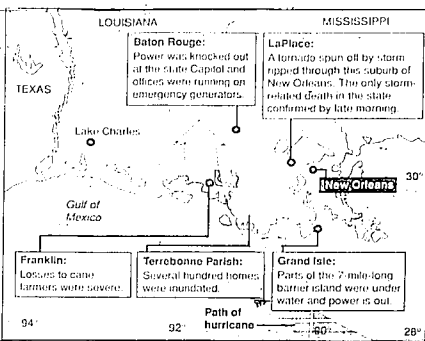 LOUISIANA
MISSISSIPPI
Baton Rouge:
Power was knocked out
at the state Capitol and
offices were running on
emergency generators.
LaPlace:
A tornado spun off by storm
ripped through this suburb of
New Orleans. The only storm-
related death in the state
confirmed by late morning.
TEXAS
Lake Charles
New Orleans
30°
Gulf of
Mexico
Franklin:
Losses to cane
farmers were severe.
Terrebonne Parish:
Several hundred homes
were inundated.
Grand Isle:
Parts of the 7-mile-long
barrier island were under
water and power is out.
Path of
hurricane
94°
92°
90°
28°